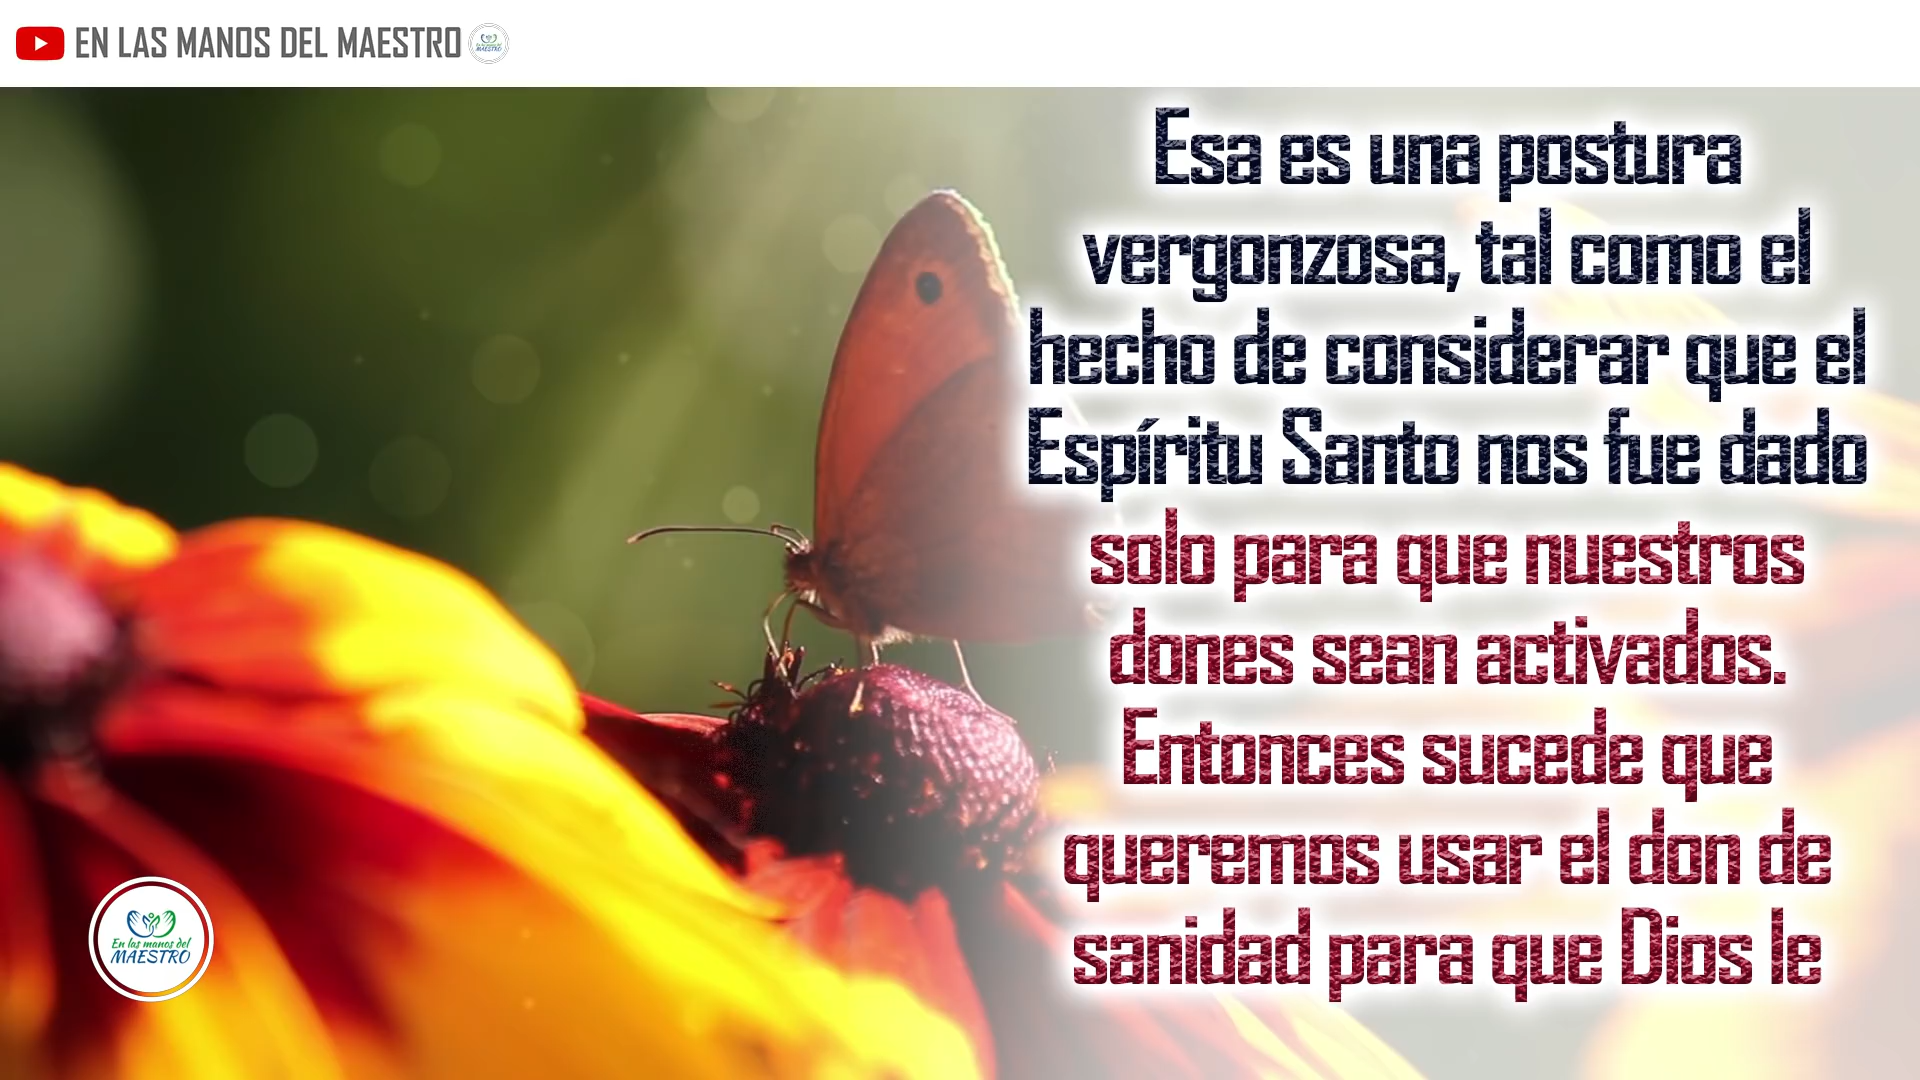 EN LAS MANOS DEL MAESTRO
Esa es una postura
vergonzosa, tal como el
hecho de considerar que el
Espíritu Santo nos fue dado
solo para que nuestros
dones sean activados.
Entonces sucede que
queremos usar el don de
sanidad para que Dios le
En las manos del
MAESTRO